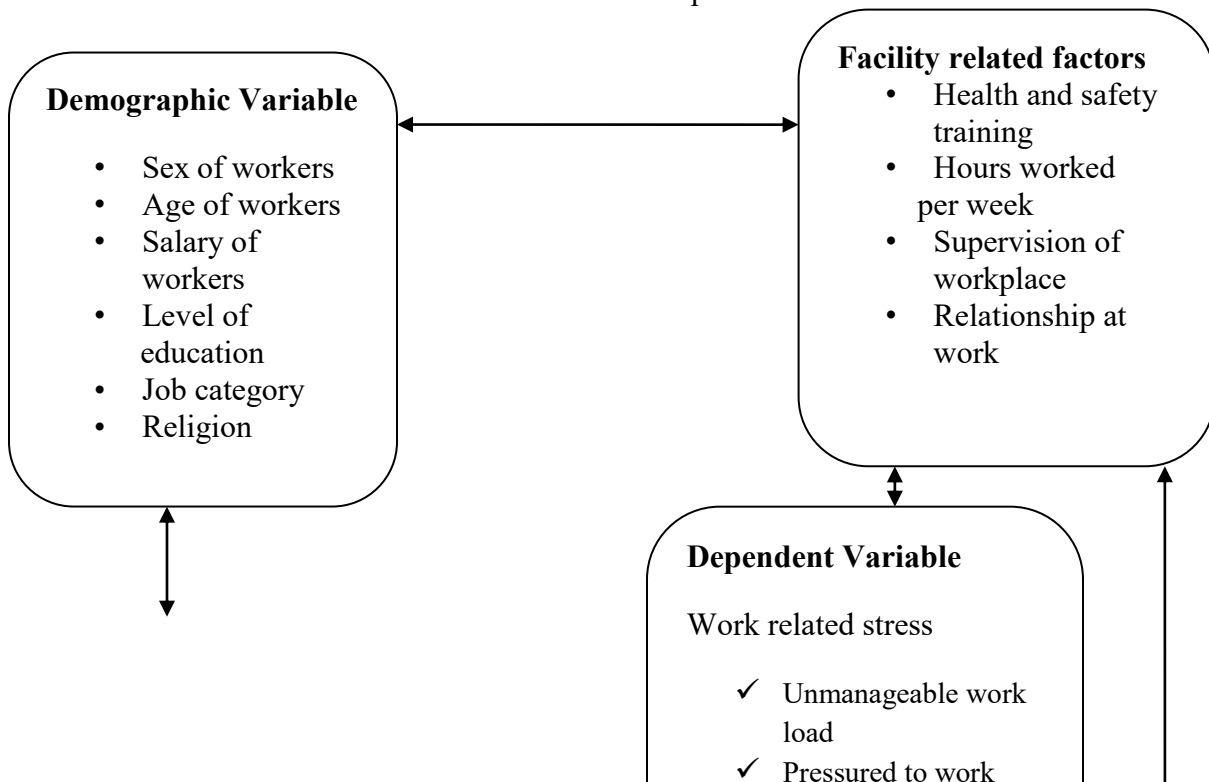 Demographic Variable
• Sex of workers
• Age of workers
• Salary of
workers
• Level of
education
• Job category
• Religion
Facility related factors
• Health and safety
training
• Hours worked
per week
• Supervision of
workplace
• Relationship at
work
Dependent Variable
Work related stress
✓ Unmanageable work
load
✓ Pressured to work